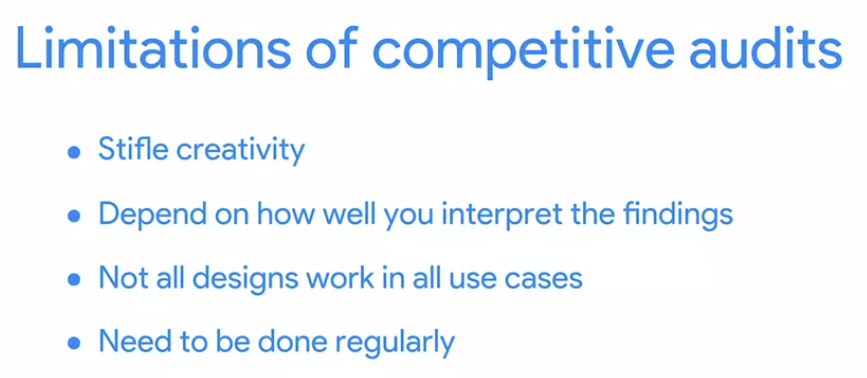 Limitations of competitive audits
• Stifle creativity
• Depend on how well you interpret the findings
• Not all designs work in all use cases
• Need to be done regularly